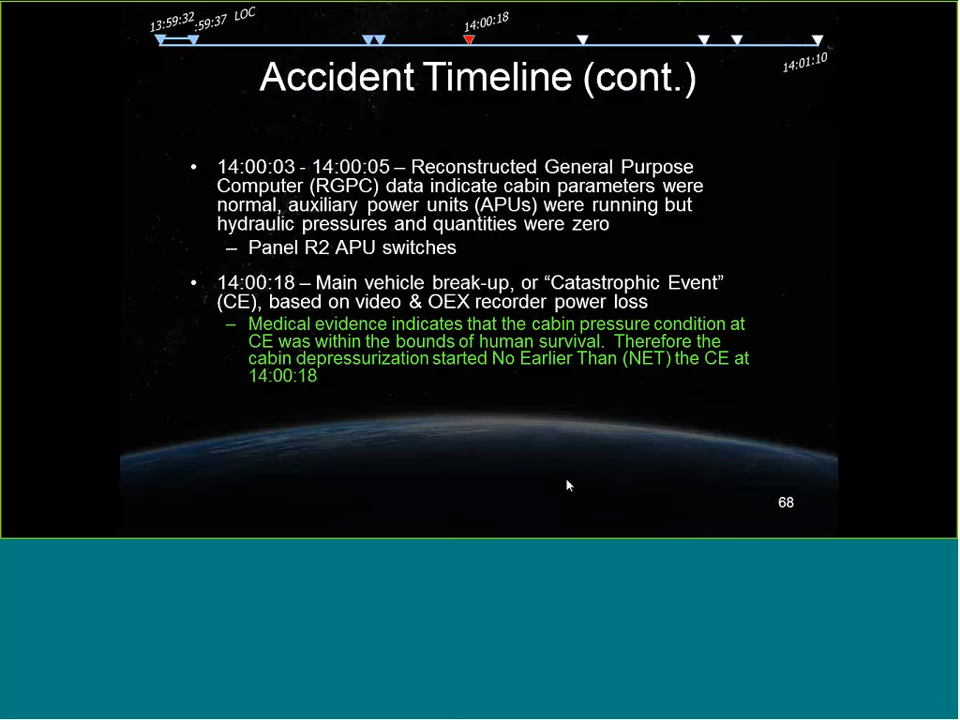 13:59:32 :59:37 LOC 14:00:18
14:01:10
Accident Timeline (cont.)
• 14:00:03 - 14:00:05 – Reconstructed General Purpose
Computer (RGPC) data indicate cabin parameters were
normal, auxiliary power units (APUs) were running but
hydraulic pressures and quantities were zero
– Panel R2 APU switches
• 14:00:18 – Main vehicle break-up, or “Catastrophic Event”
(CE), based on video & OEX recorder power loss
– Medical evidence indicates that the cabin pressure condition at
CE was within the bounds of human survival. Therefore the
cabin depressurization started No Earlier Than (NET) the CE at
14:00:18
68